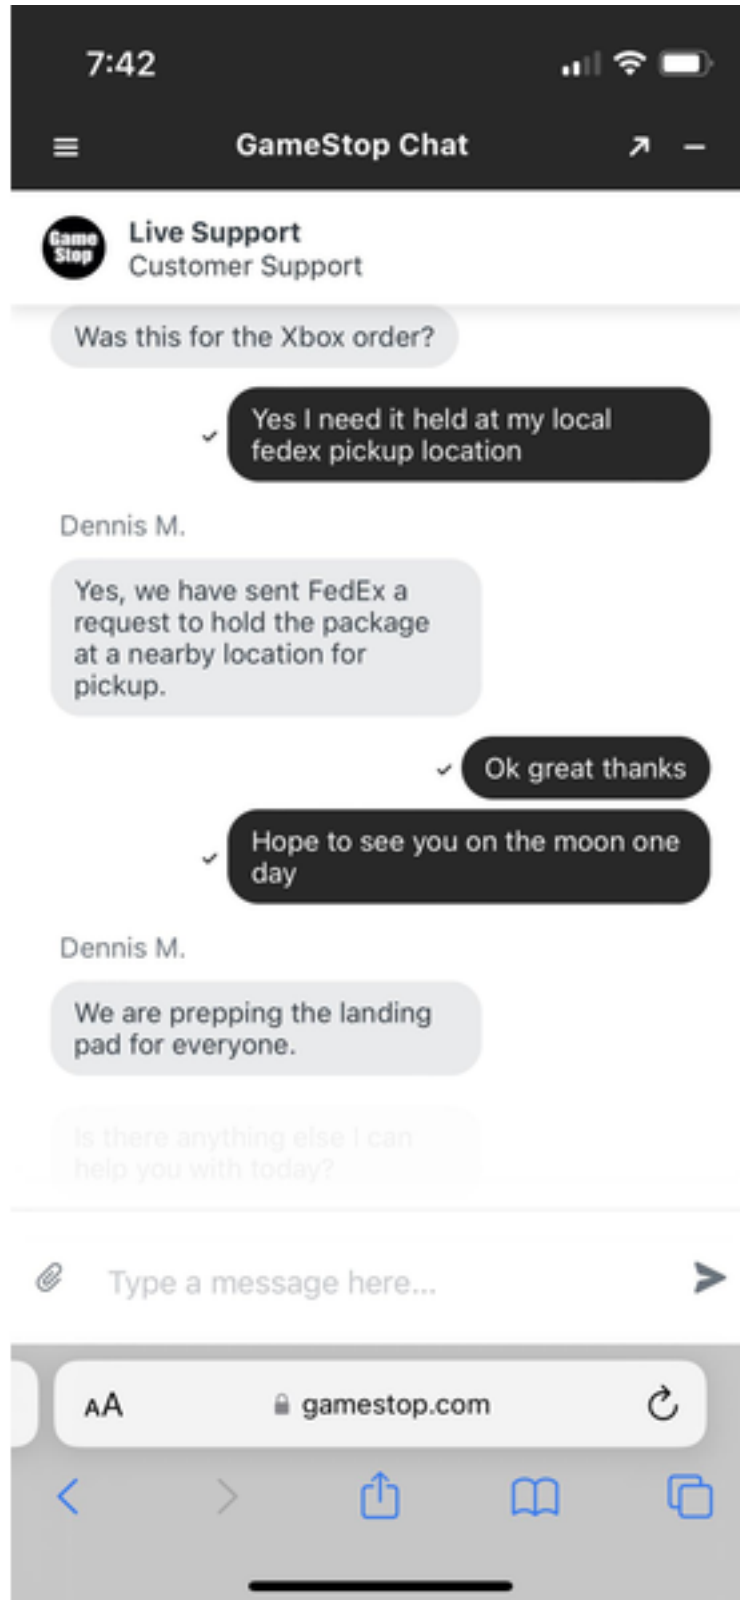 7:42
GameStop Chat
Game
Stop
Live Support
Customer Support
Was this for the Xbox order?
Yes I need it held at my local
fedex pickup location
Dennis M.
Yes, we have sent FedEx a
request to hold the package
at a nearby location for
pickup.
Ok great thanks
Hope to see you on the moon one
day
Dennis M.
We are prepping the landing
pad for everyone.
Is there anything else I can
help you with today?
Type a message here...
AA
gamestop.com